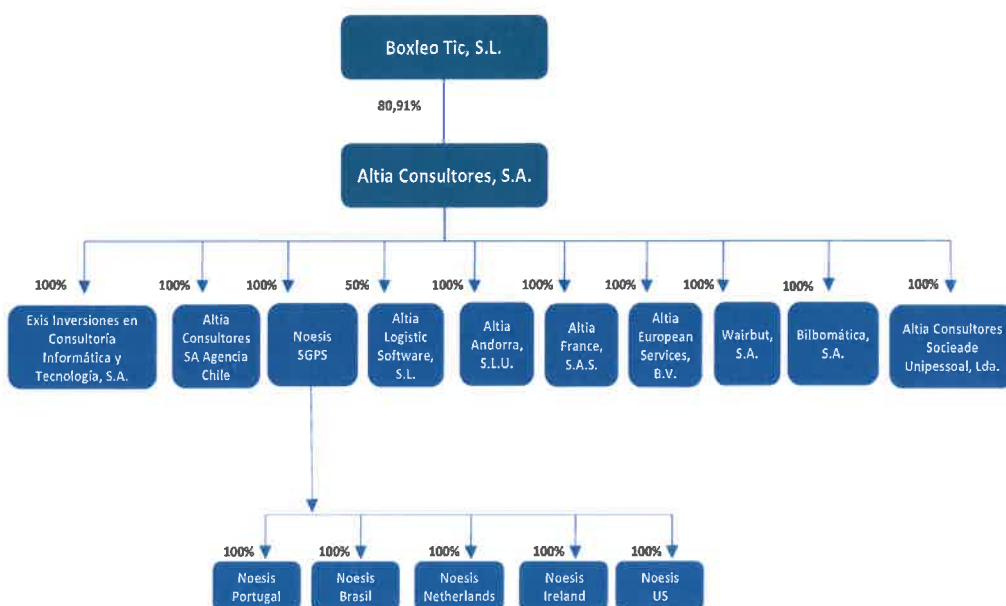 Boxleo Tic, S.L.
80,91%
Altia Consultores, S.A.
100%
100%
100%
50%
100%
100%
100%
100%
100%
100%
Exis Inversiones en
Consultoría
Informática y
Tecnología, S.A.
Altia
Consultores
SA Agencia
Chile
Noesis
SGPS
Altia
Logistic
Software,
S.L.
Altia
Andorra,
S.L.U.
Altia
France,
S.A.S.
Altia
European
Services,
B.V.
Wairbut,
S.A.
Bilbomática,
S.A.
Altia Consultores
Socieade
Unipessoal, Lda.
100%
100%
100%
100%
100%
Noesis
Portugal
Noesis
Brasil
Noesis
Netherlands
Noesis
Ireland
Noesis
US